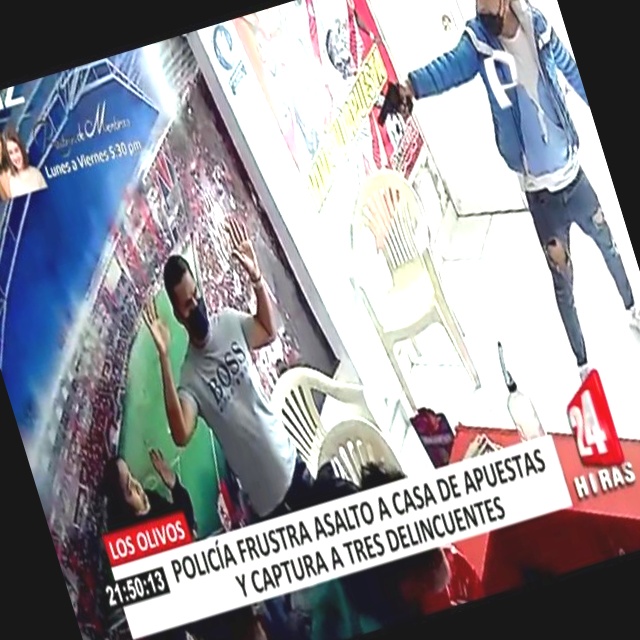 Lunes a Viernes 5:30 pm
BOSS
24
HIRAS
LOS OLIVOS
21:50:13
POLICÍA FRUSTRA ASALTO A CASA DE APUESTAS
Y CAPTURA A TRES DELINCUENTES